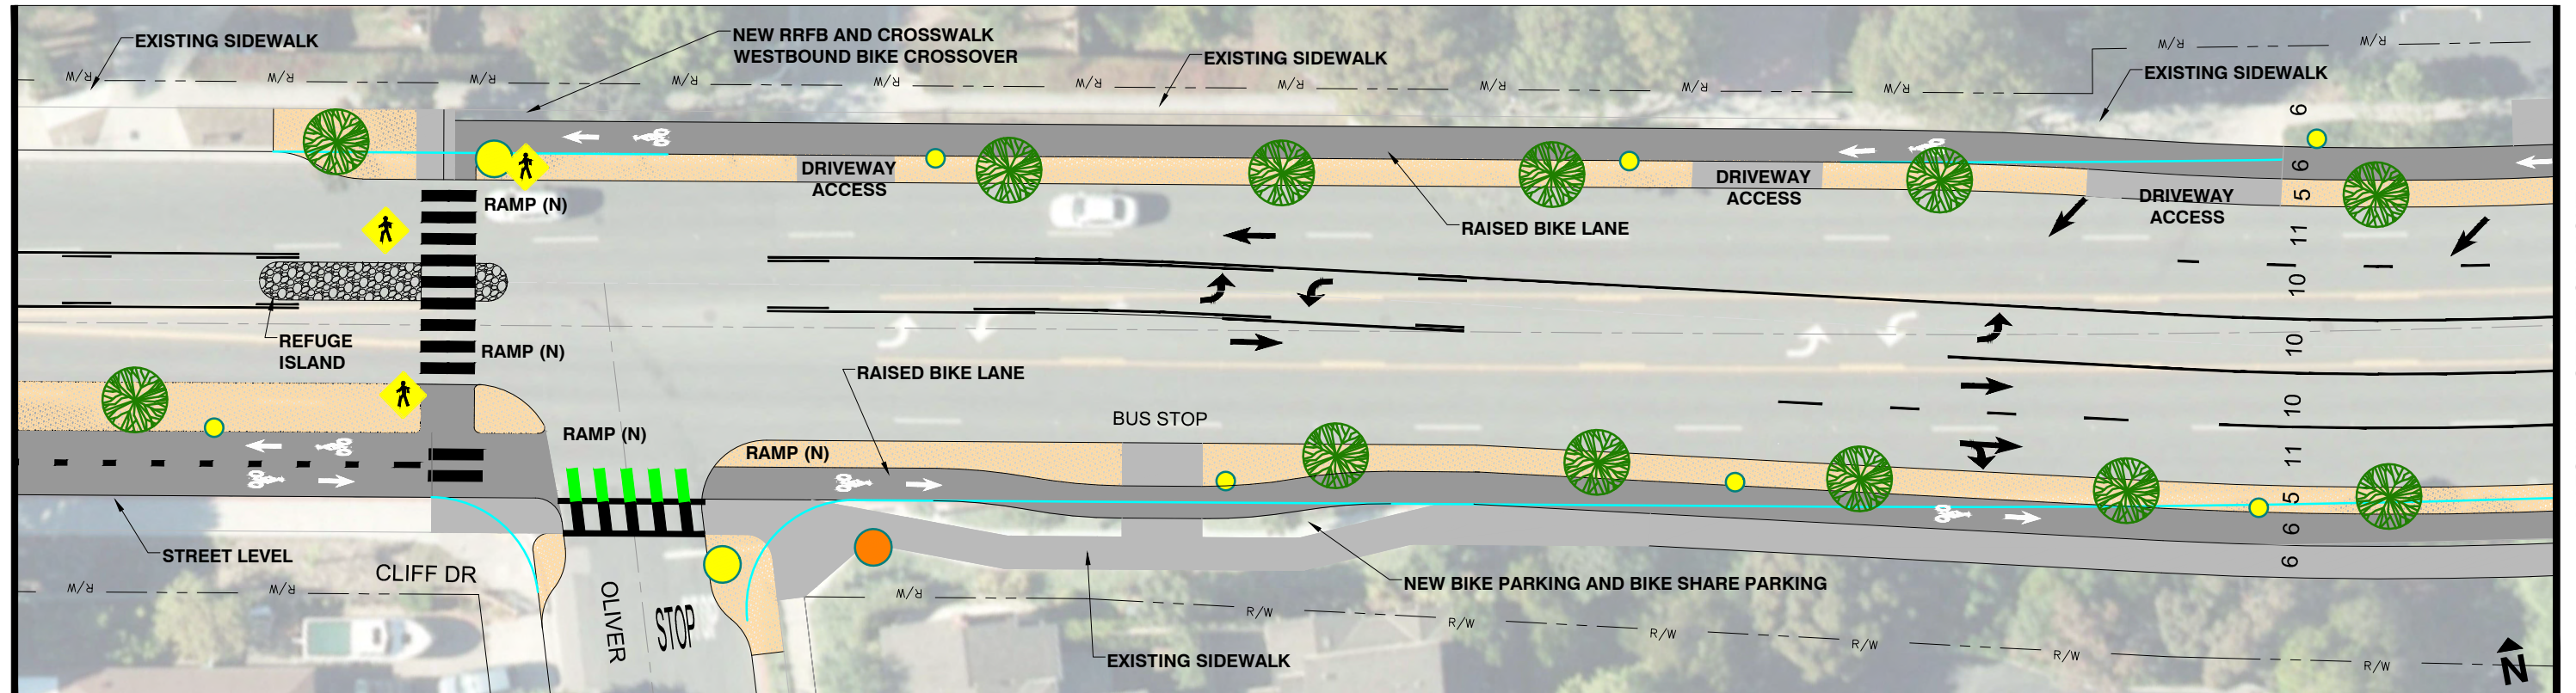 EXISTING SIDEWALK
NEW RRFB AND CROSSWALK
WESTBOUND BIKE CROSSOVER
EXISTING SIDEWALK
EXISTING SIDEWALK
R/W
R/W
R/W
R/W
R/W
R/W
R/W
R/W
R/W
R/W
R/W
R/W
6
6
5
11
10
10
10
11
5
6
6
DRIVEWAY
ACCESS
DRIVEWAY
ACCESS
DRIVEWAY
ACCESS
RAMP (N)
RAISED BIKE LANE
REFUGE
ISLAND
RAMP (N)
RAISED BIKE LANE
BUS STOP
RAMP (N)
RAMP (N)
STREET LEVEL
CLIFF DR
OLIVER
STOP
NEW BIKE PARKING AND BIKE SHARE PARKING
EXISTING SIDEWALK
R/W
R/W
R/W
R/W
R/W
R/W
R/W
R/W
R/W
N